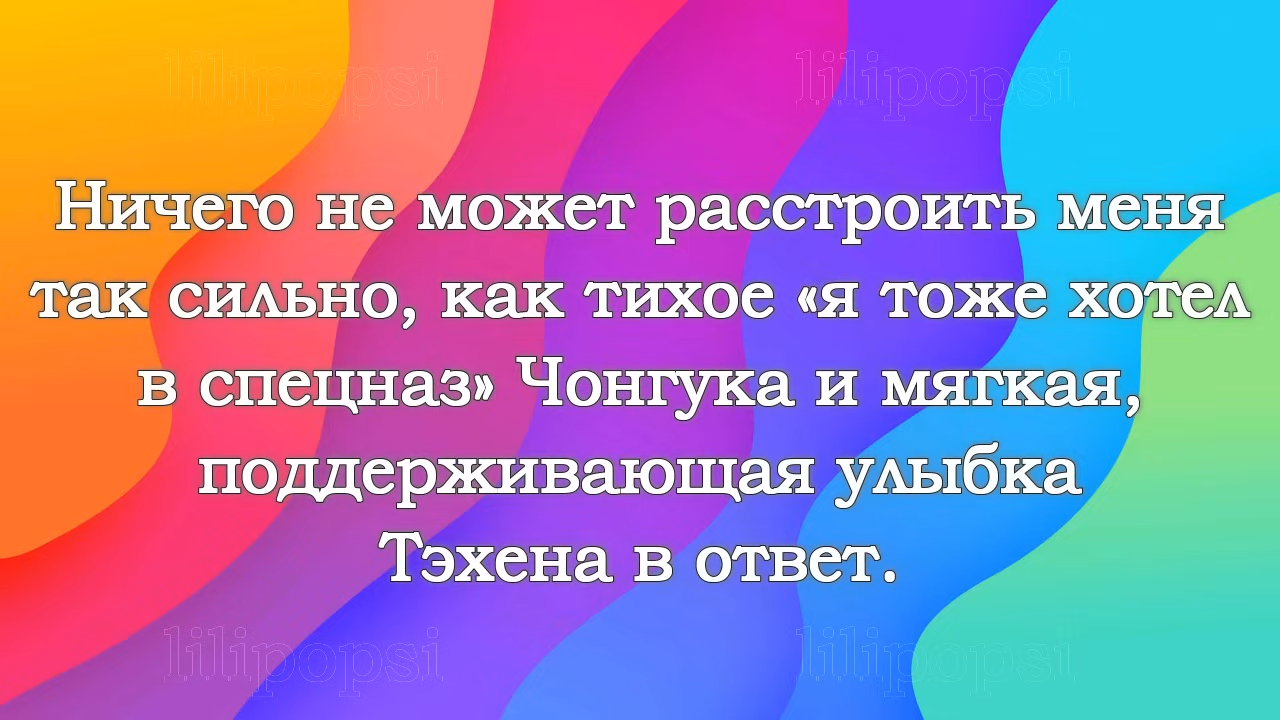 lilipopsi lilipopsi
Ничего не может расстроить меня
так сильно, как тихое «я тоже хотел
в спецназ» Чонгука и мягкая,
поддерживающая улыбка
Тэхена в ответ.
lilipopsi lilipopsi